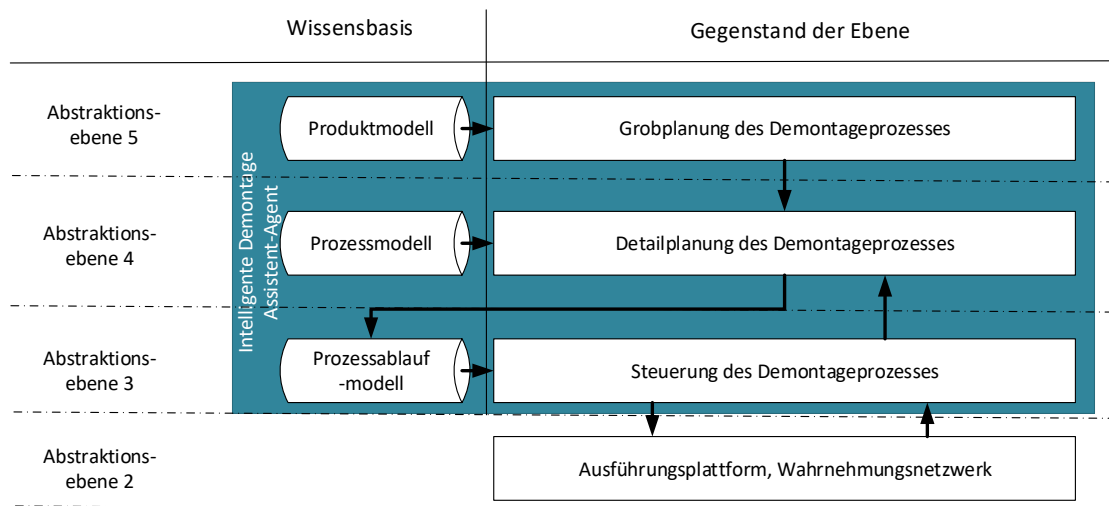 Wissensbasis
Gegenstand der Ebene
Abstraktions-
ebene 5
Produktmodell
Grobplanung des Demontageprozesses
Intelligente Demontage
Assistent-Agent
Abstraktions-
ebene 4
Prozessmodell
Detailplanung des Demontageprozesses
Abstraktions-
ebene 3
Prozessablauf
-modell
Steuerung des Demontageprozesses
Abstraktions-
ebene 2
Ausführungsplattform, Wahrnehmungsnetzwerk